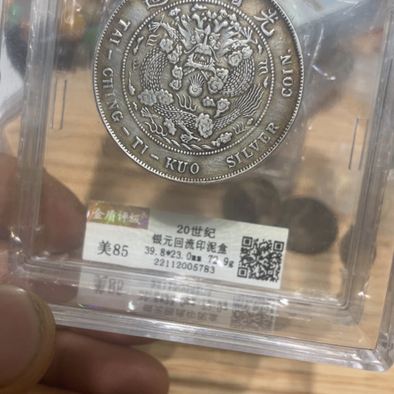 光
TAI-CHING-TI-KUO SILVER COIN.
金盾评级
美85
20世纪
银元回流印泥盒
39.8*23.0mm 72.9g
22112005783